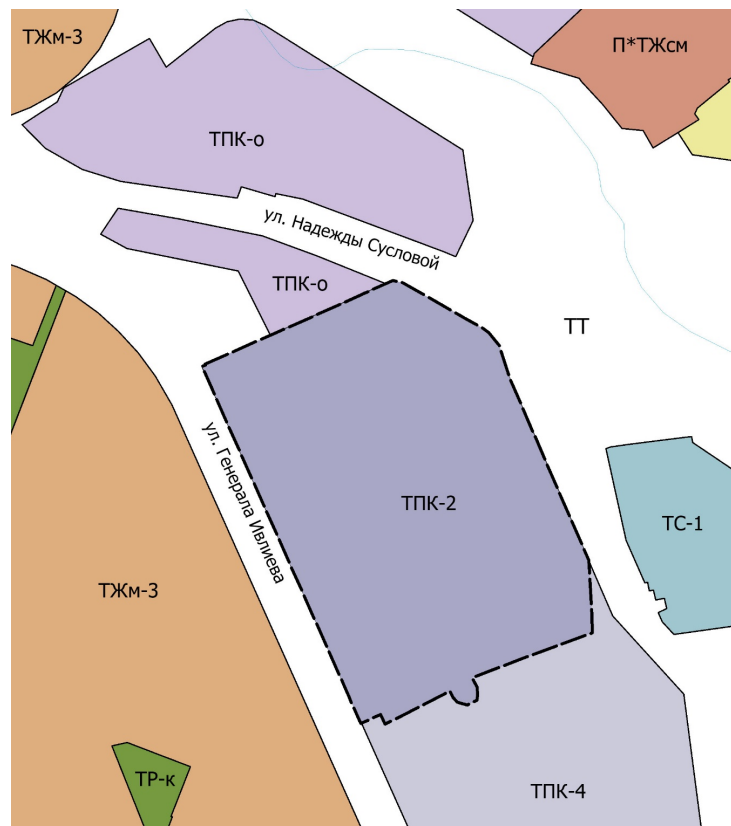 ТЖм-3
П*ТЖсм
ТПК-о
ул. Надежды Сусловой
ТПК-о
ТТ
ул. Генерала Ивлиева
ТПК-2
ТС-1
ТЖм-3
ТР-к
ТПК-4